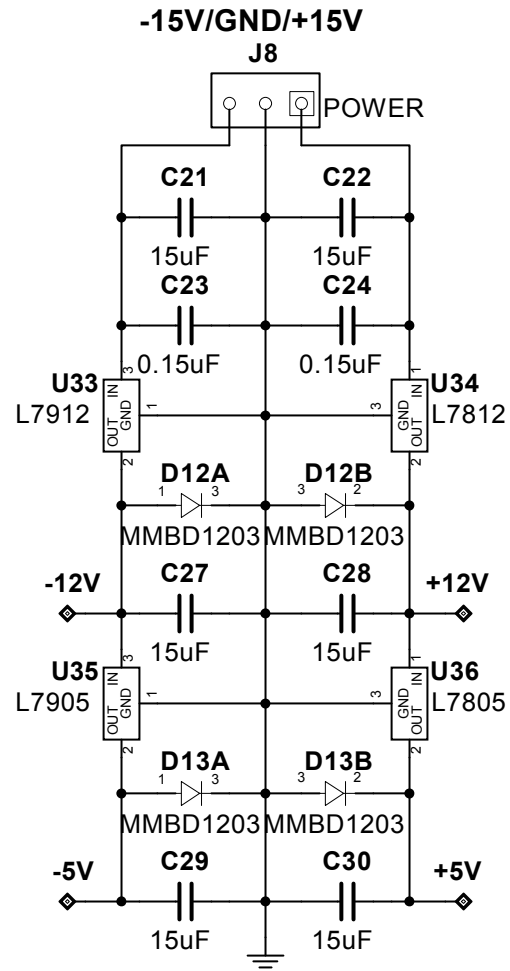 -15V/GND/+15V
J8
POWER
C21 C22
15uF 15uF
C23 C24
0.15uF 0.15uF
U33 3 IN GND OUT 1 2 U34 1 IN GND OUT 3 2
L7912 L7812
D12A D12B
1 3 3 2
MMBD1203 MMBD1203
-12V C27 C28 +12V
15uF 15uF
U35 3 IN GND OUT 1 2 U36 1 IN GND OUT 3 2
L7905 L7805
D13A D13B
1 3 3 2
MMBD1203 MMBD1203
-5V C29 C30 +5V
15uF 15uF